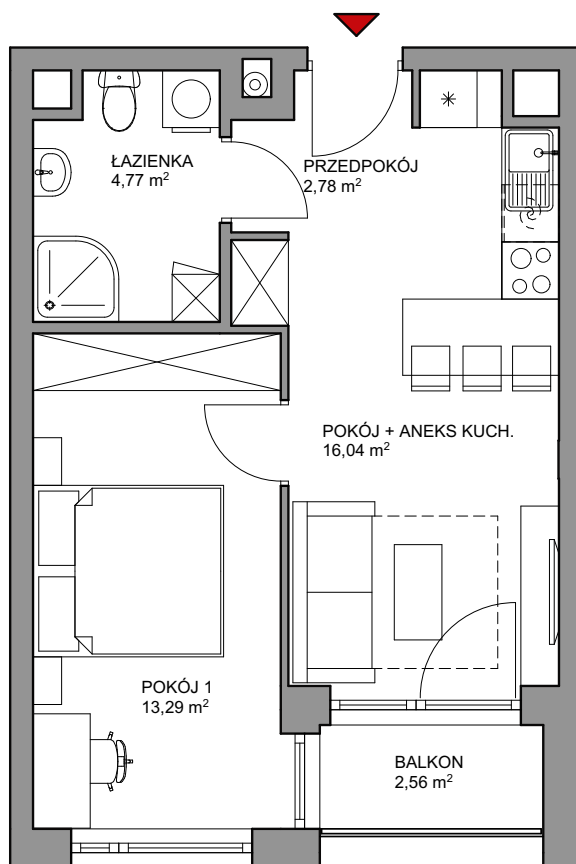 ŁAZIENKA
4,77 m²
PRZEDPOKÓJ
2,78 m²
POKÓJ + ANEKS KUCH.
16,04 m²
POKÓJ 1
13,29 m²
BALKON
2,56 m²